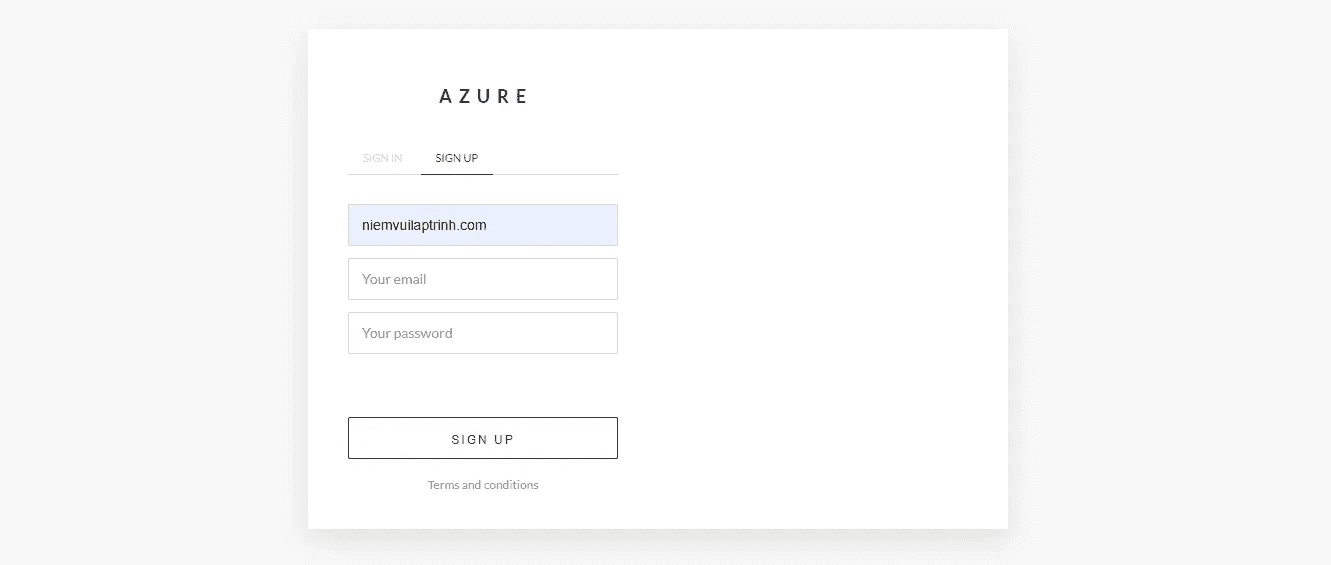 AZURE
SIGN IN SIGN UP
niemvuilaptrinh.com
Your email
Your password
SIGN UP
Terms and conditions